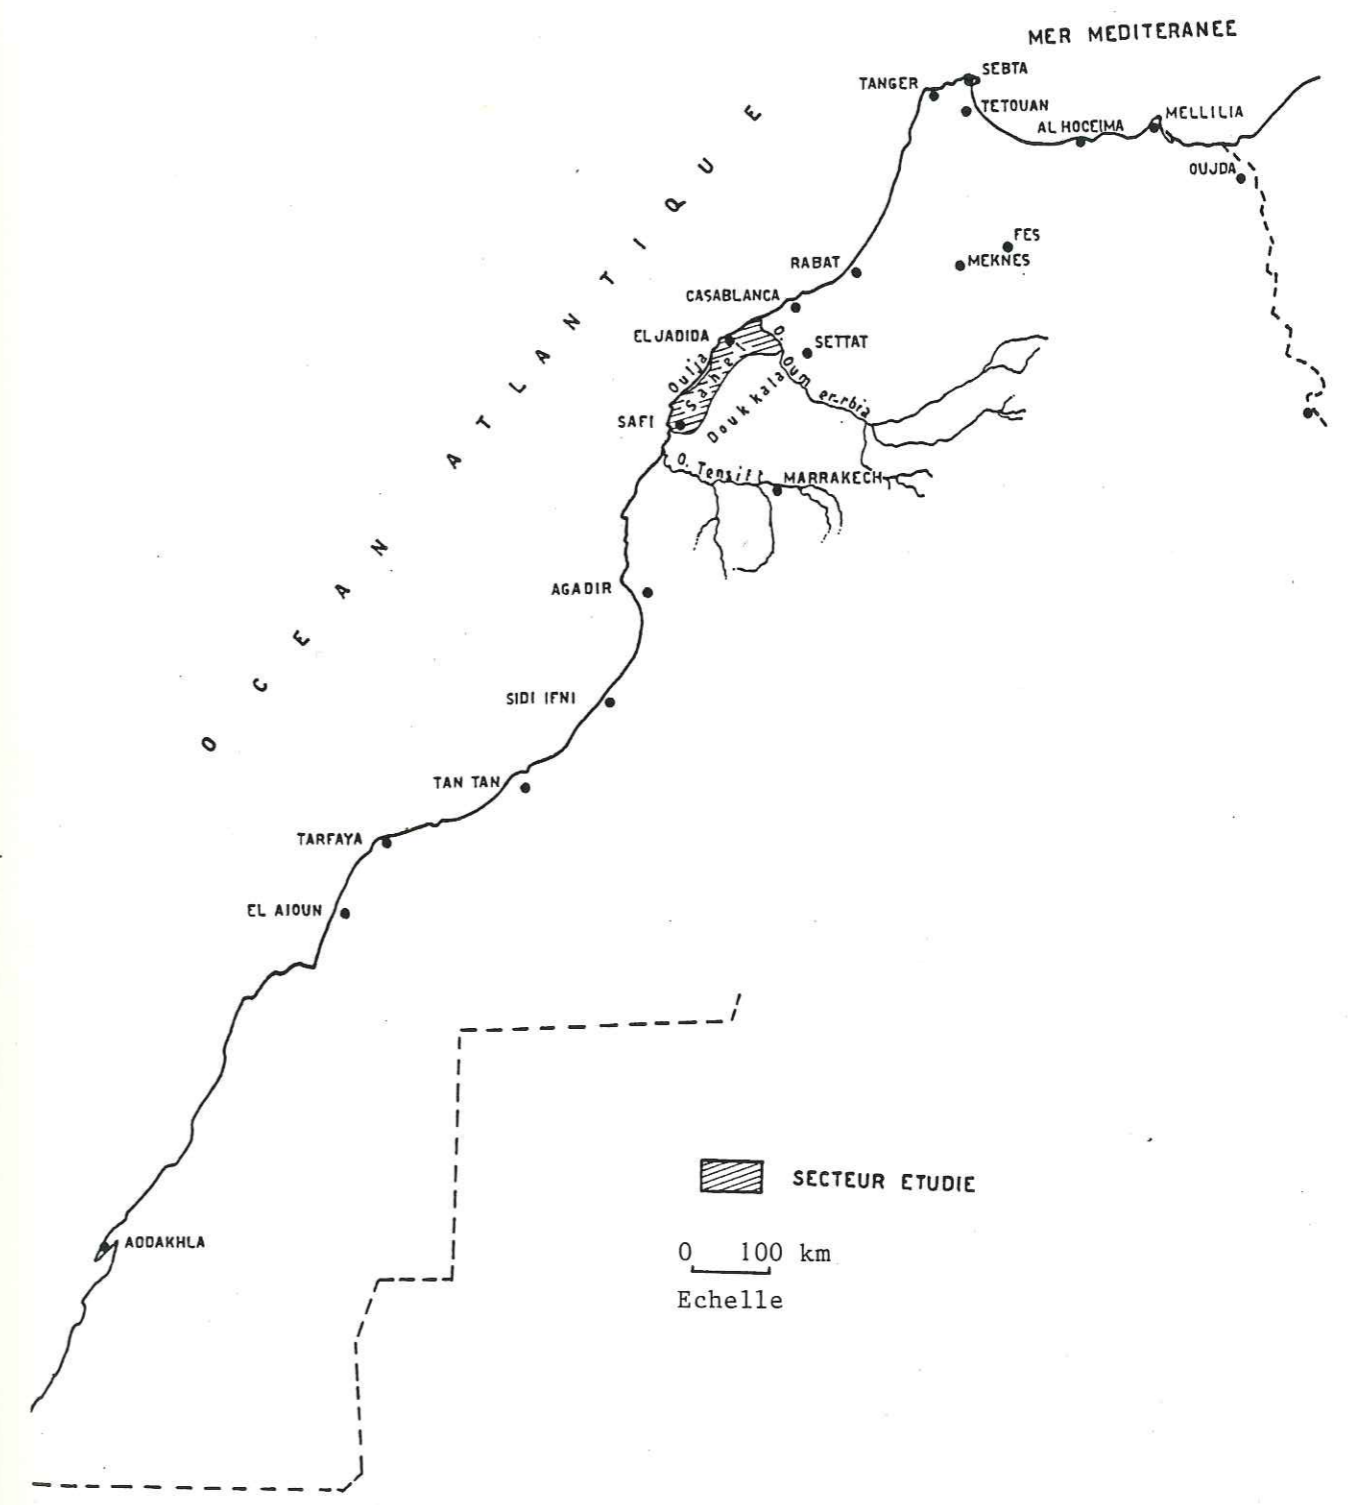 MER MEDITERANEE
SEBTA
TANGER
TETOUAN
MELLILIA
AL HOCEIMA
OUJDA
OCEAN ATLANTIQUE
FES
MEKNES
RABAT
CASABLANCA
EL JADIDA
SETTAT
Oulja
Sahel
O. Oum er-rbia
Doukkala
SAFI
O. Tensift
MARRAKECH
AGADIR
SIDI IFNI
TAN TAN
TARFAYA
EL AIOUN
SECTEUR ETUDIE
ADDAKHLA
0 100 km
Echelle